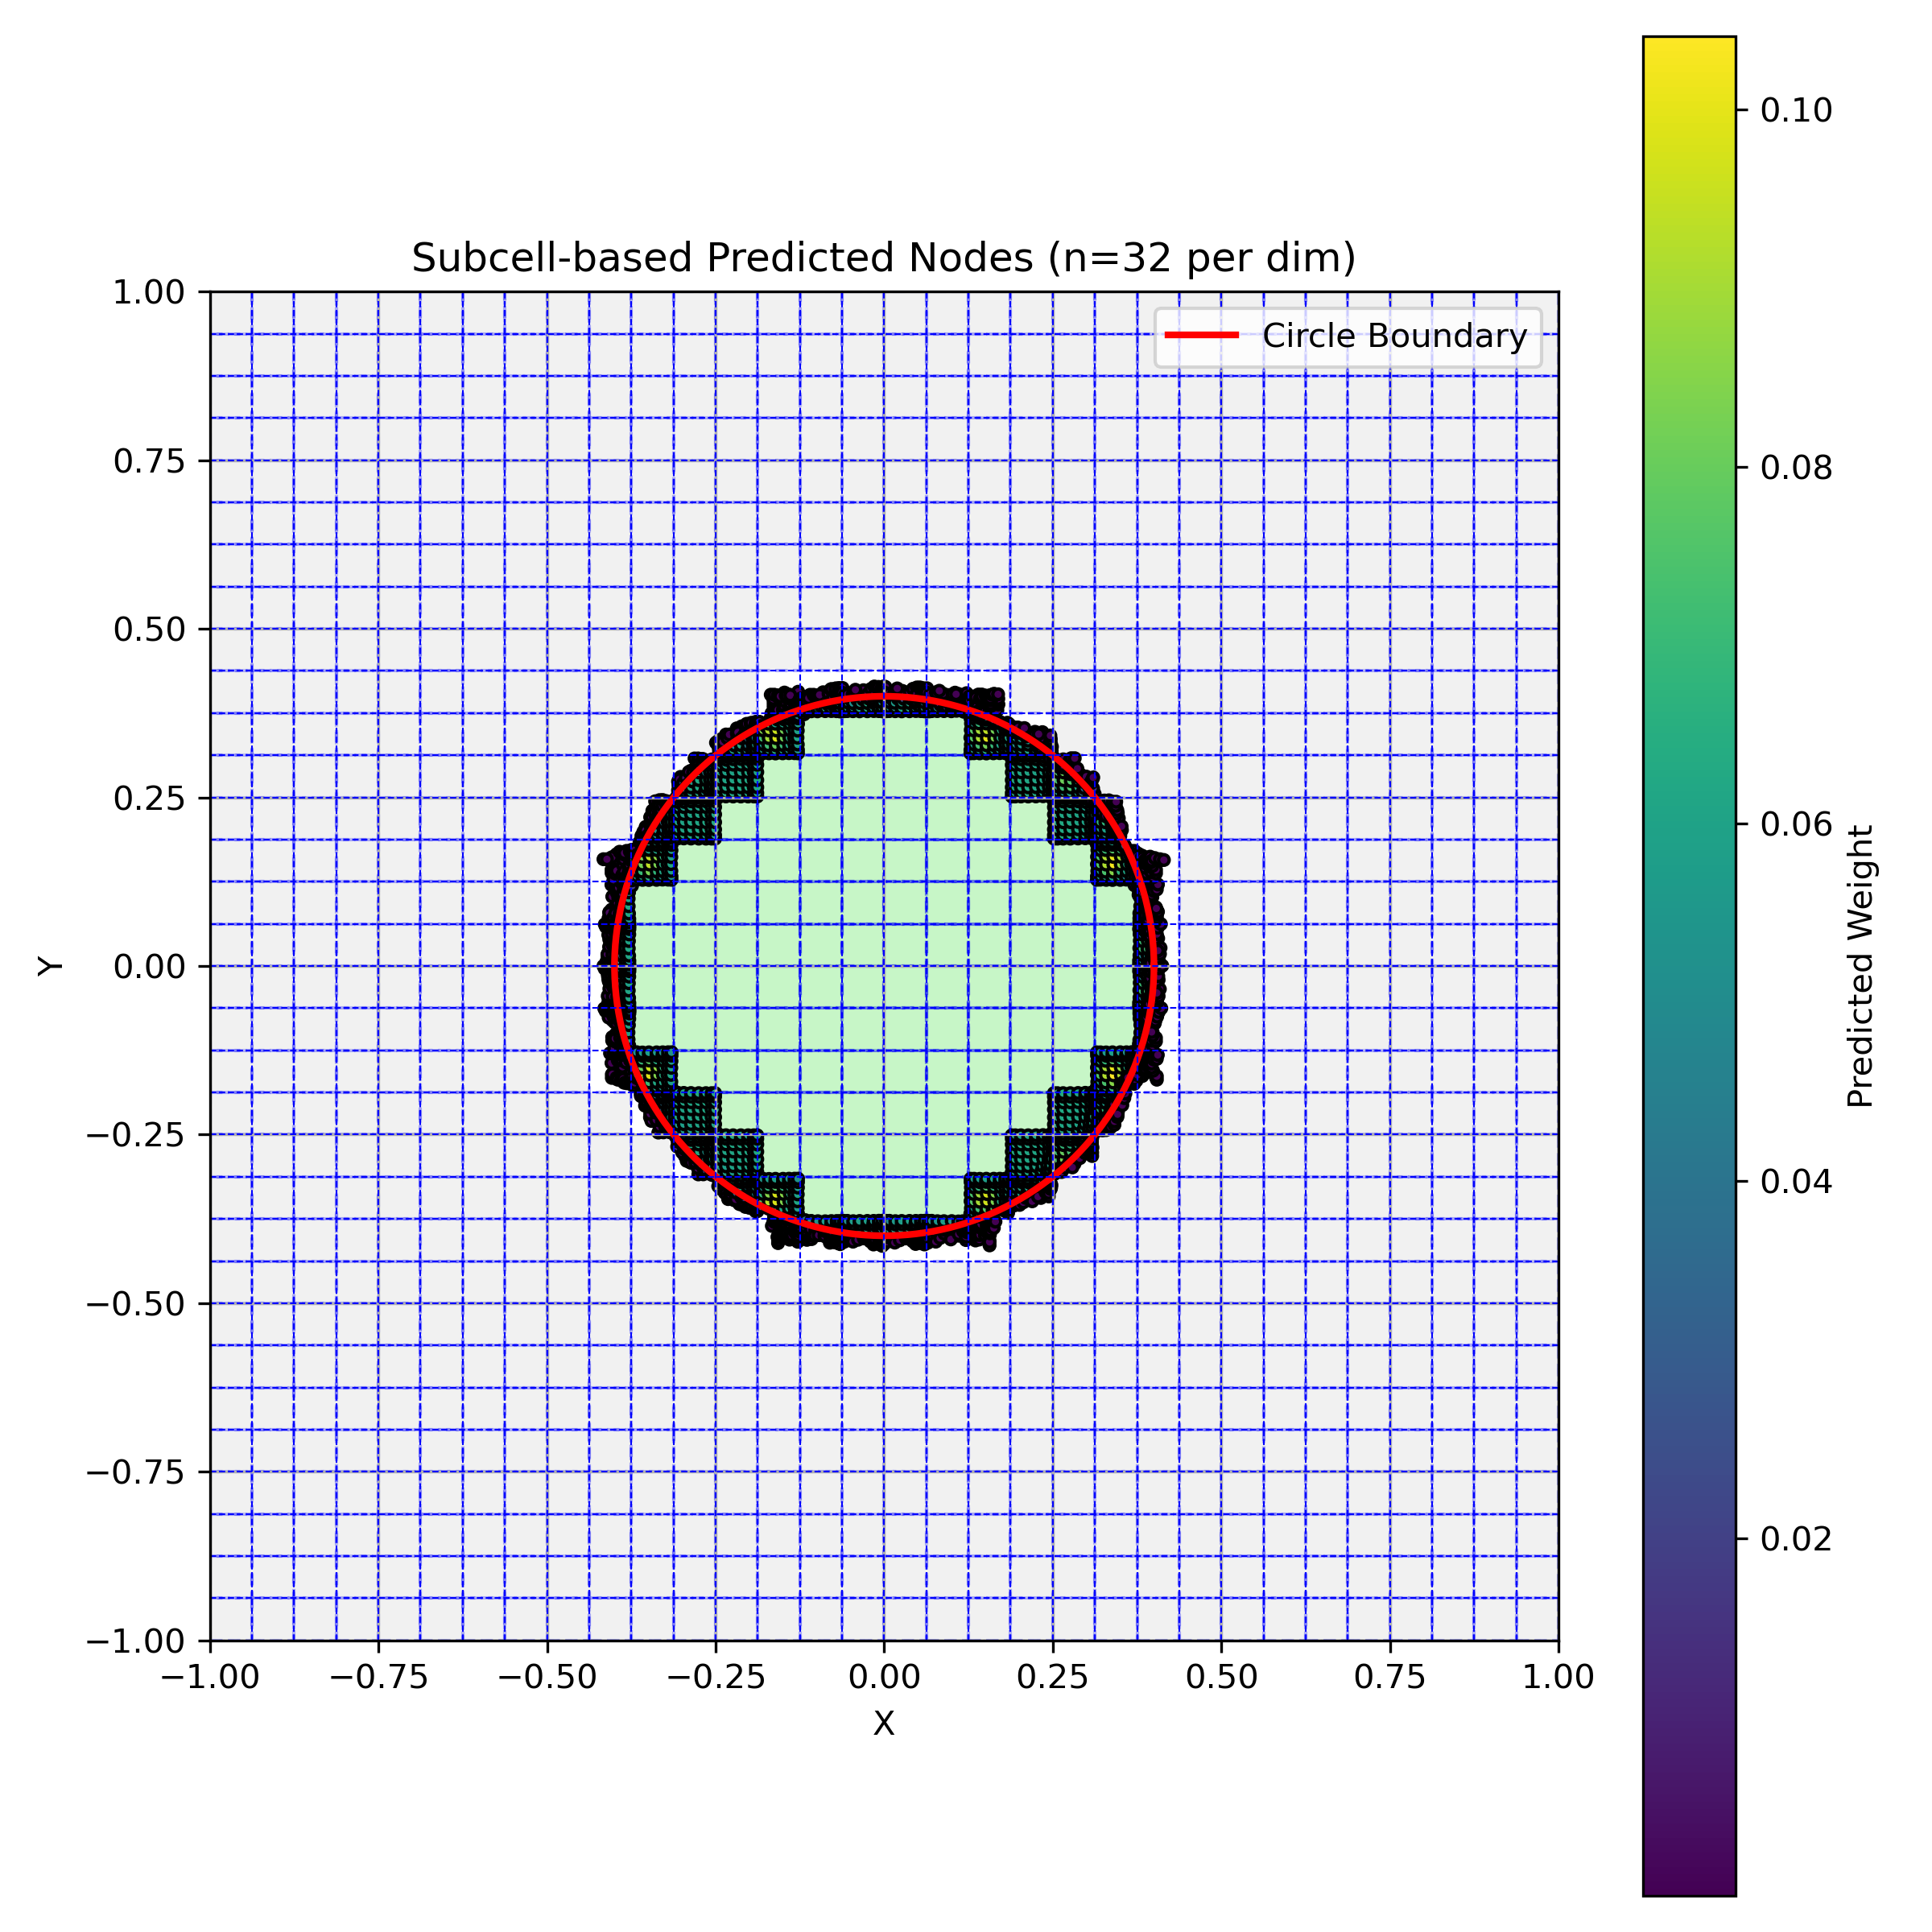 Subcell-based Predicted Nodes (n=32 per dim)
Circle Boundary
1.00
0.75
0.50
0.25
0.00
−0.25
−0.50
−0.75
−1.00
Y
−1.00 −0.75 −0.50 −0.25 0.00 0.25 0.50 0.75 1.00
X
0.10
0.08
0.06
0.04
0.02
Predicted Weight